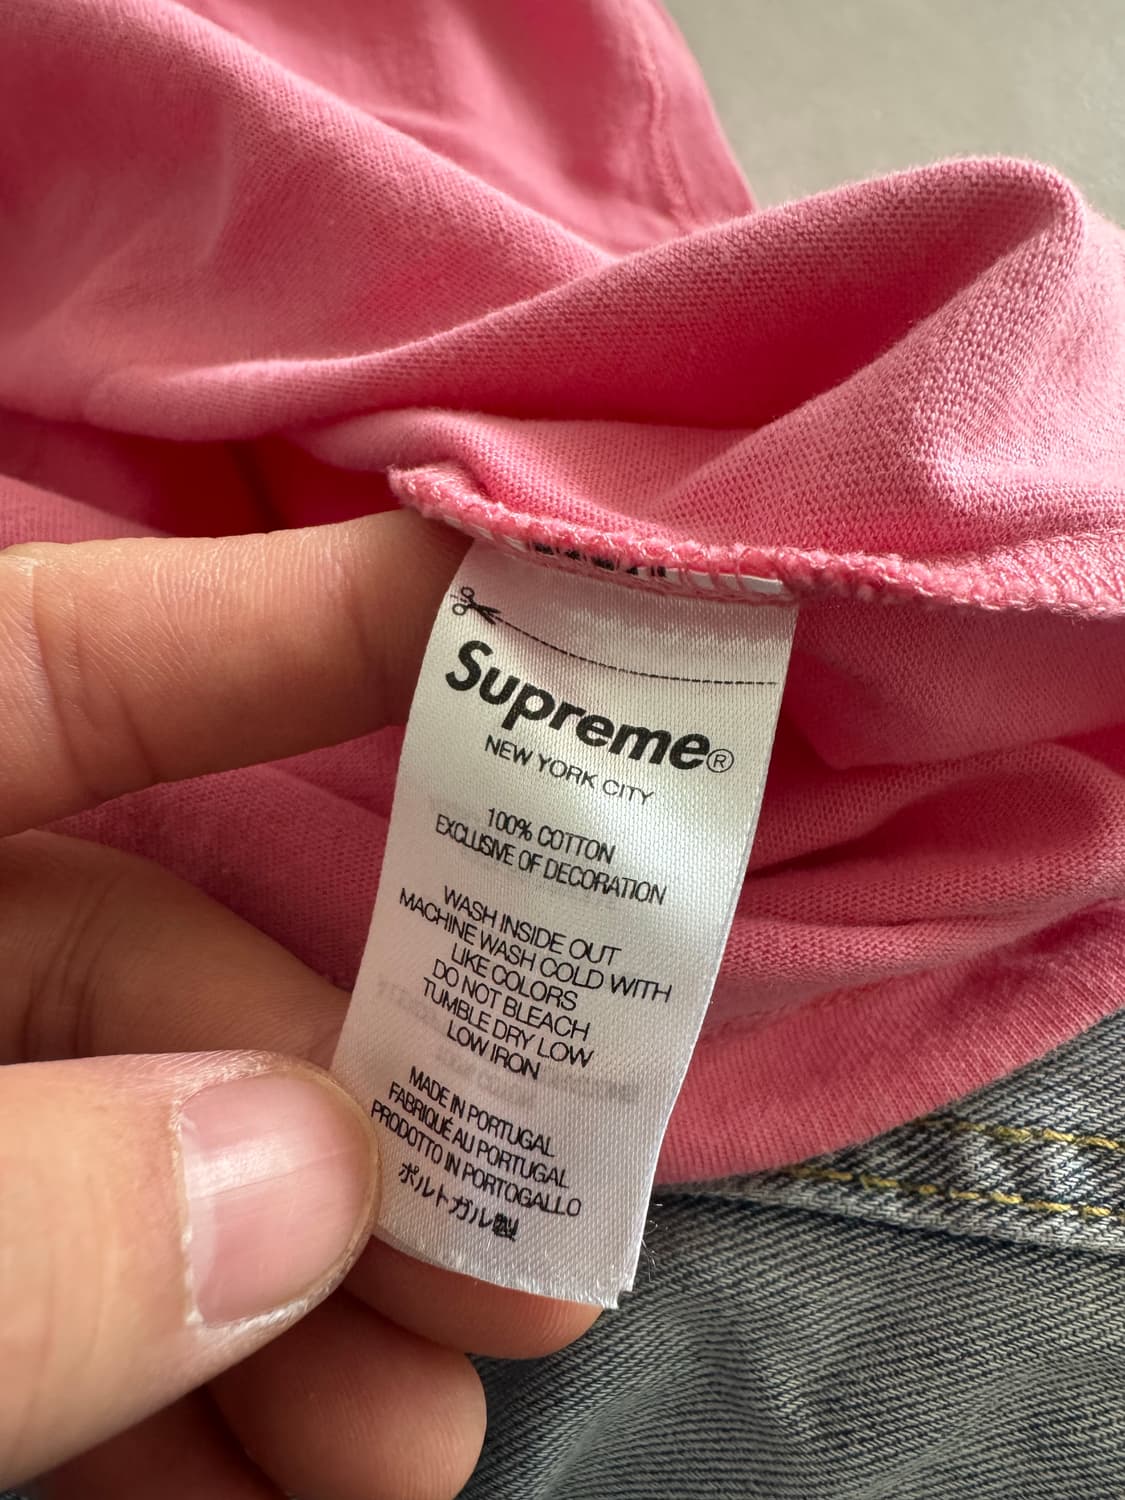 Supreme®
NEW YORK CITY
100% COTTON
EXCLUSIVE OF DECORATION
WASH INSIDE OUT
MACHINE WASH COLD WITH
LIKE COLORS
DO NOT BLEACH
TUMBLE DRY LOW
LOW IRON
MADE IN PORTUGAL
FABRIQUÉ AU PORTUGAL
PRODOTTO IN PORTOGALLO
ポルトガル製